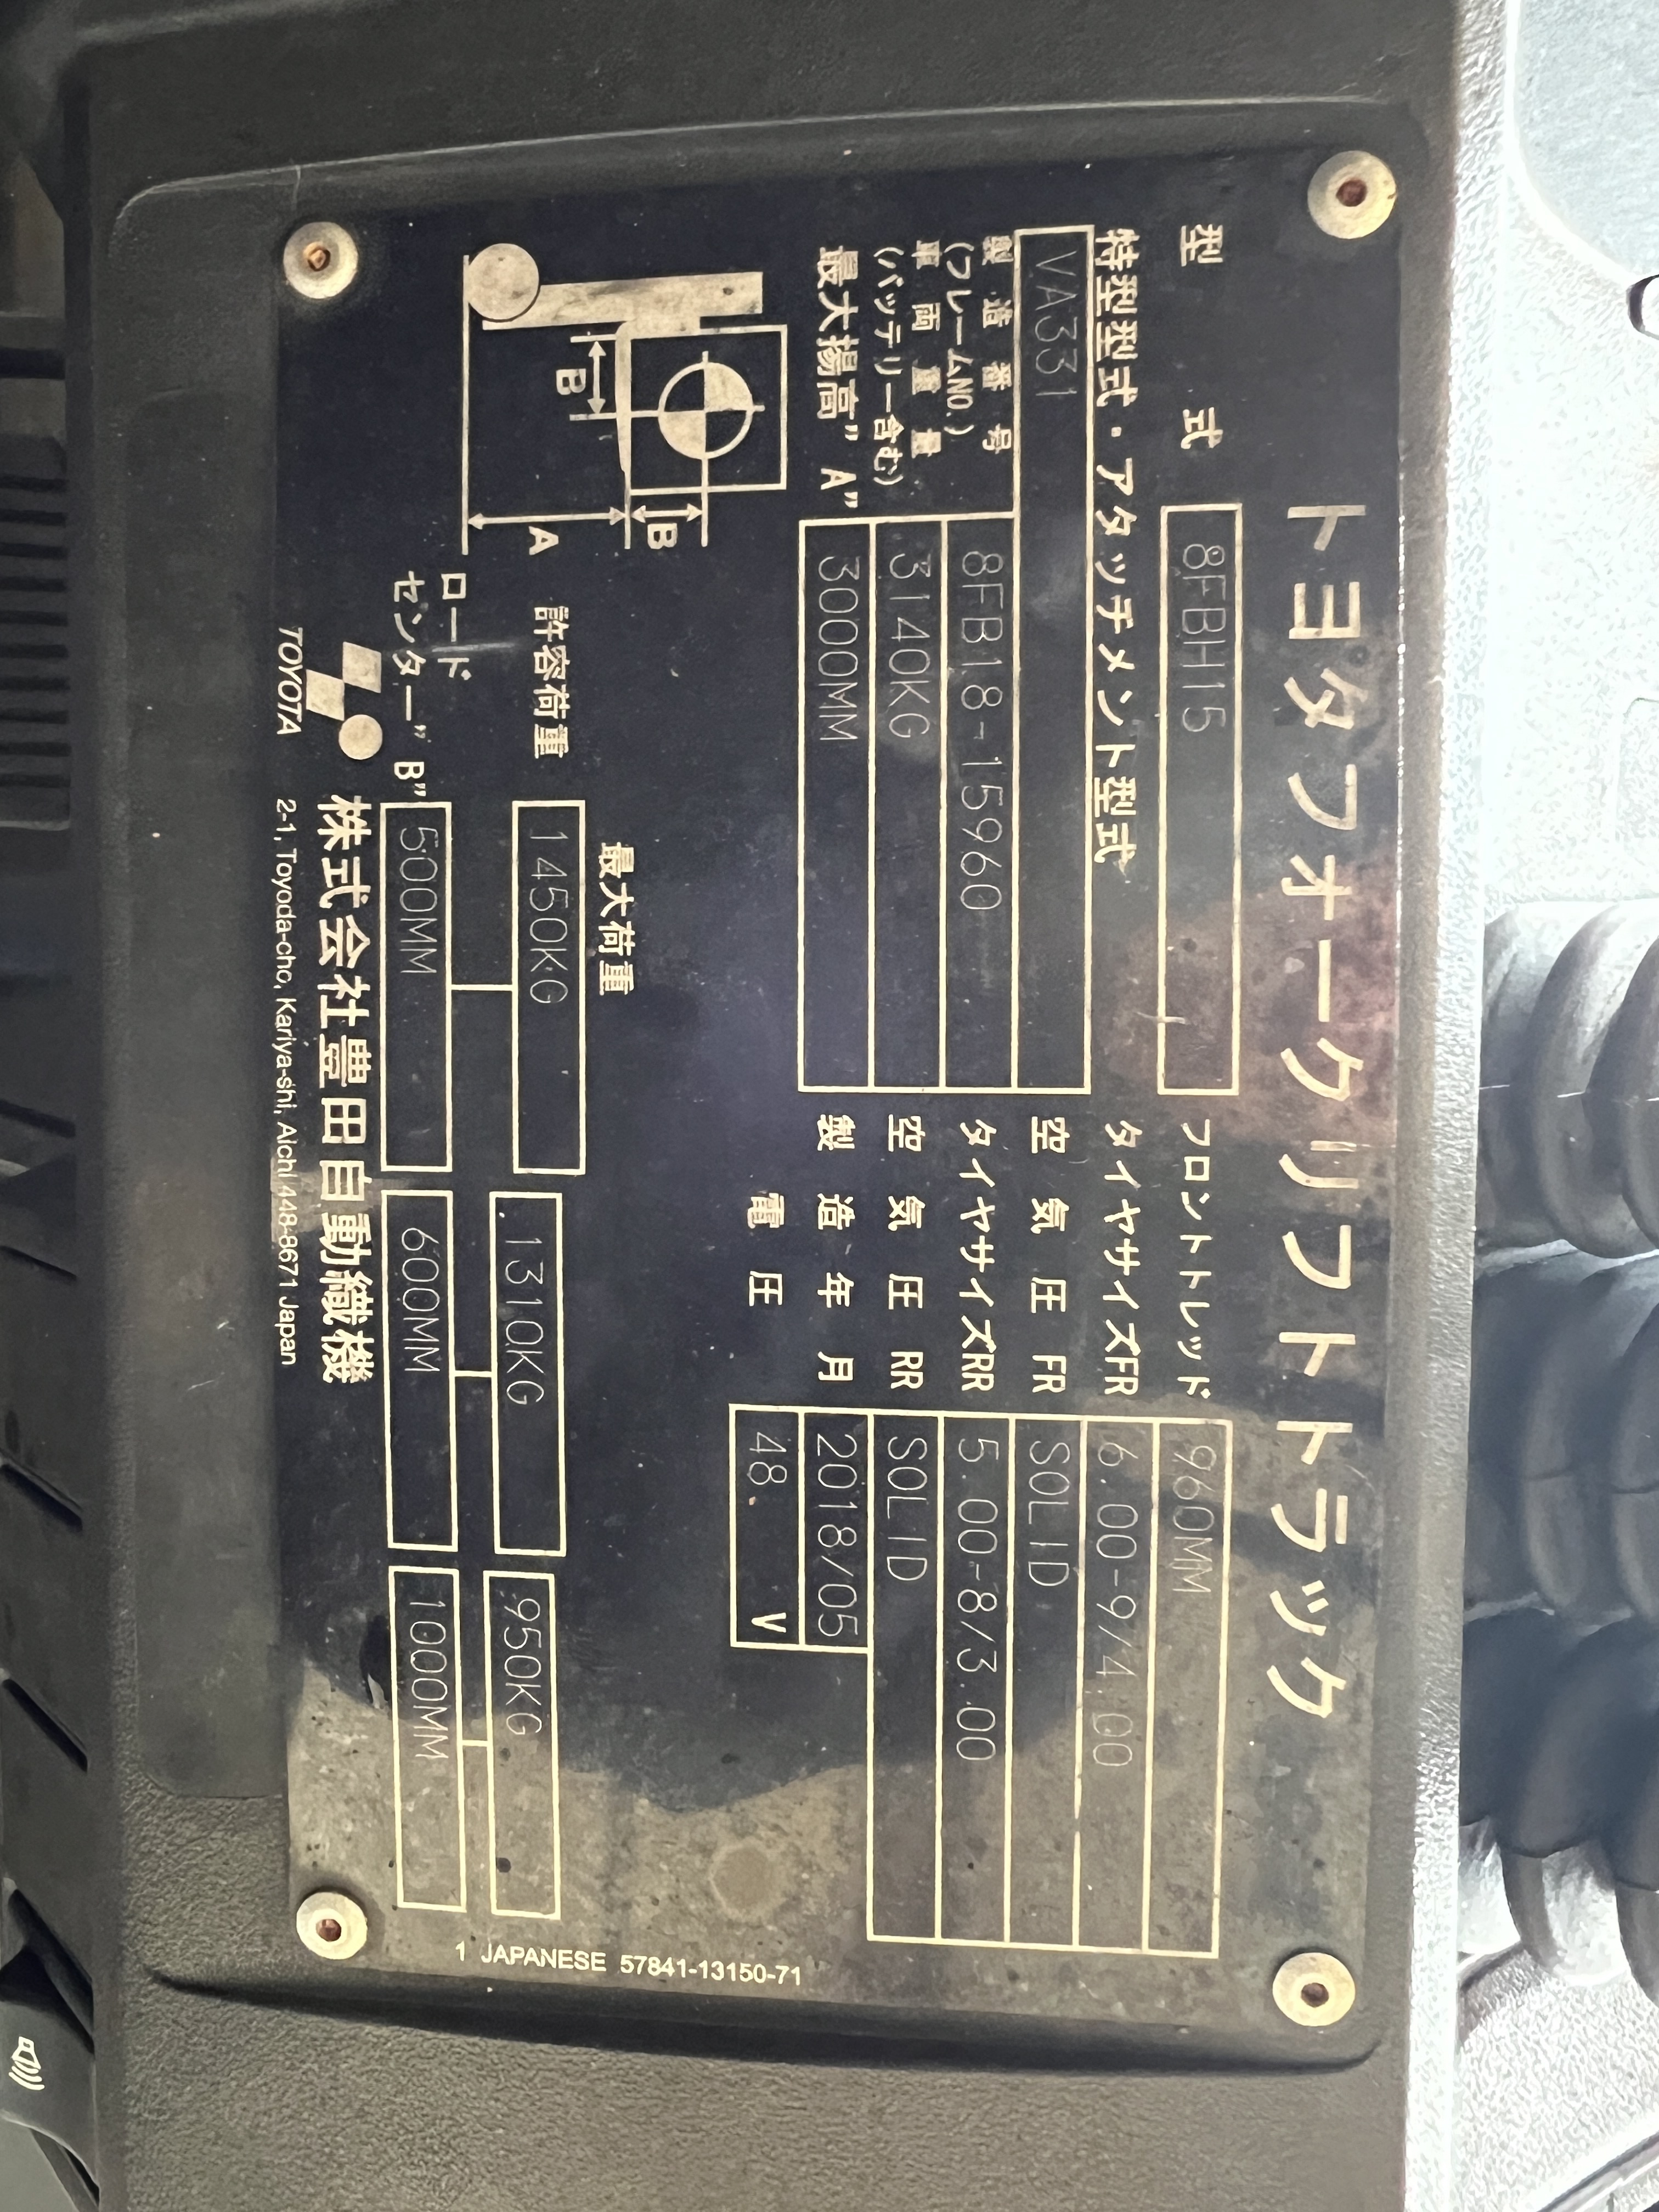 トヨタフォークリフトトラック
型式 8FBH15
特型型式・アタッチメント型式
VA331
製造番号
(フレームNO.) 8FB18-15960
車両重量
(バッテリー含む) 3140KG
最大揚高"A" 3000MM
フロントトレッド 960MM
タイヤサイズFR 6.00-9/4.00
空気圧 FR SOLID
タイヤサイズRR 5.00-8/3.00
空気圧 RR SOLID
製造年月 2018/05
電圧 48. V
B
B
A
最大荷重
許容荷重 1450KG 1310KG 950KG
ロード
センター"B" 500MM 600MM 1000MM
株式会社豊田自動織機
TOYOTA 2-1, Toyoda-cho, Kariya-shi, Aichi 448-8671 Japan
1 JAPANESE 57841-13150-71